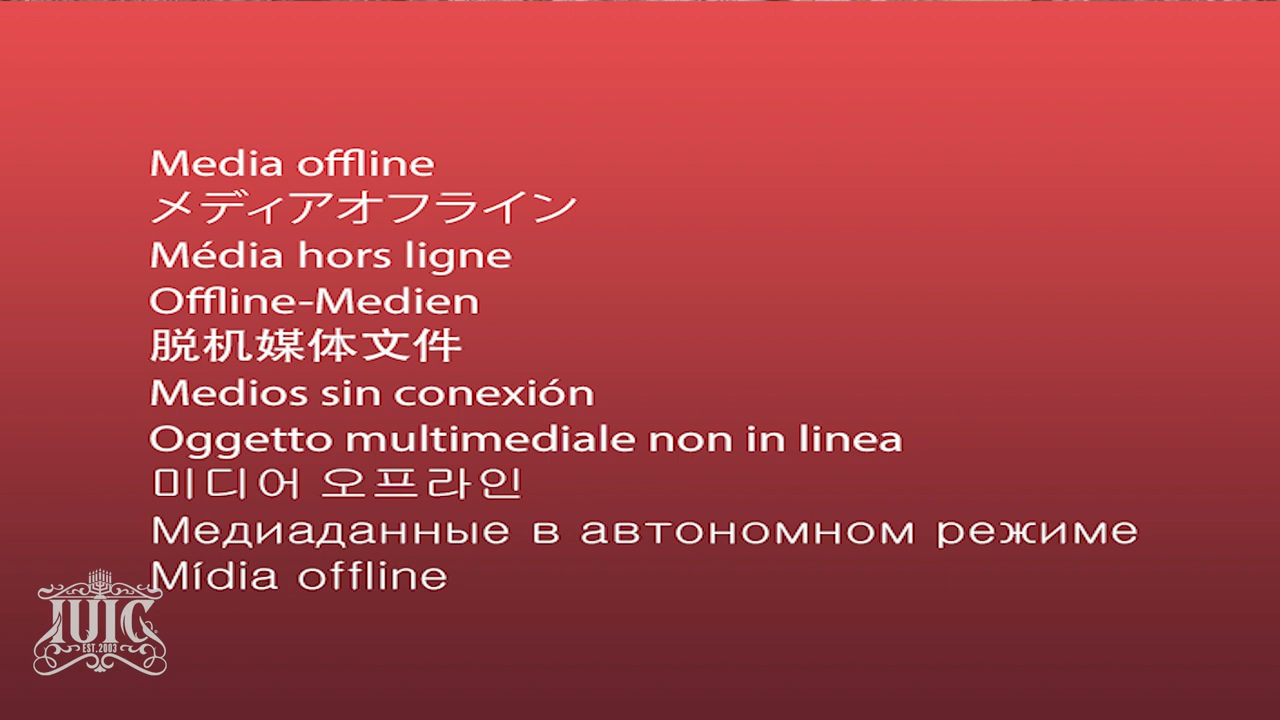 Media offline
メディアオフライン
Média hors ligne
Offline-Medien
脱机媒体文件
Medios sin conexión
Oggetto multimediale non in linea
미디어 오프라인
Медиаданные в автономном режиме
Mídia offline
IUIC
EST. 2003